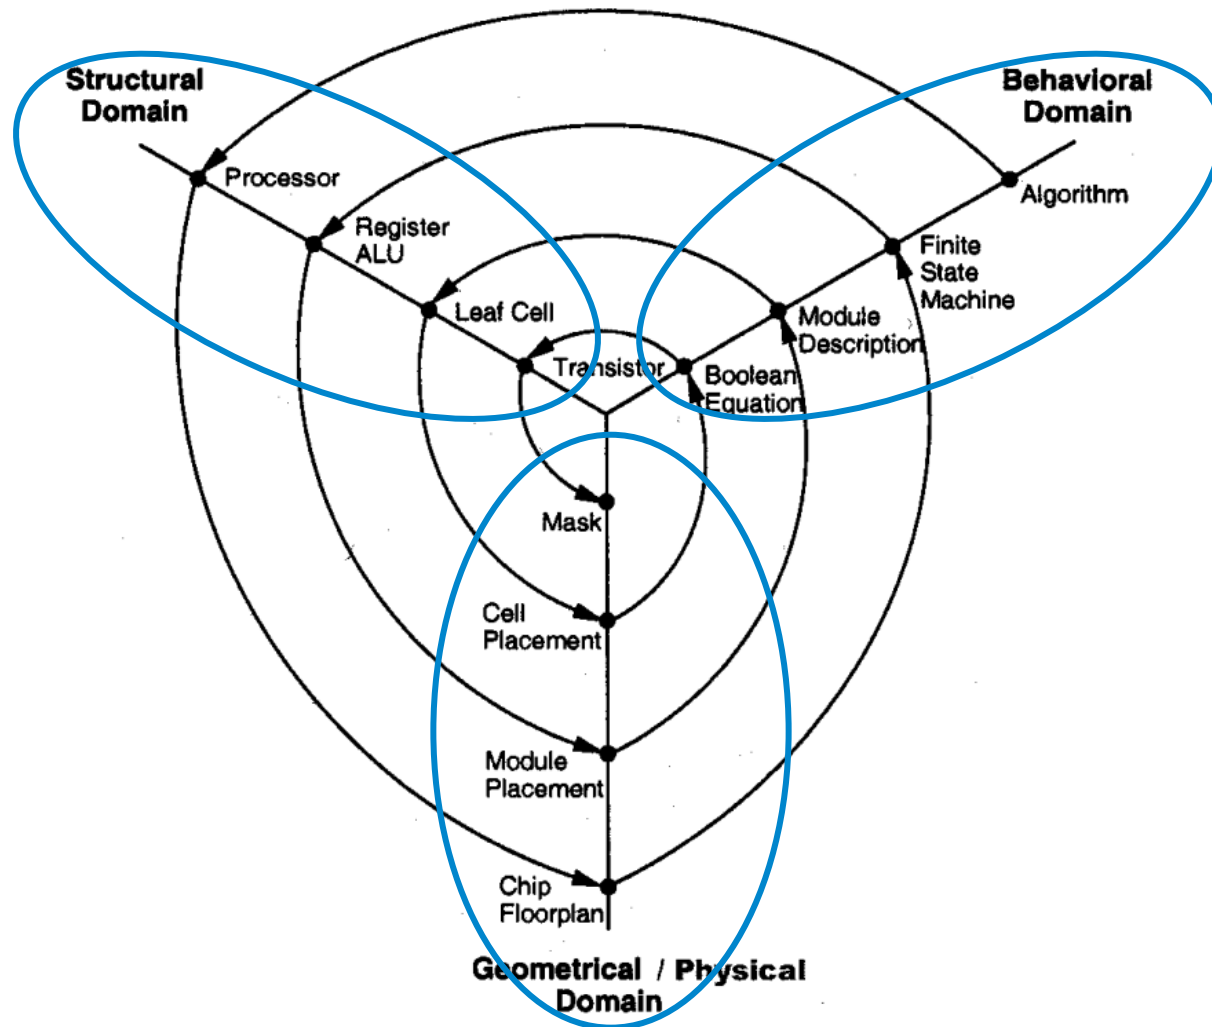 Structural
Domain
Behavioral
Domain
Processor
Algorithm
Register
ALU
Finite
State
Machine
Leaf Cell
Module
Description
Transistor
Boolean
Equation
Mask
Cell
Placement
Module
Placement
Chip
Floorplan
Geometrical / Physical
Domain